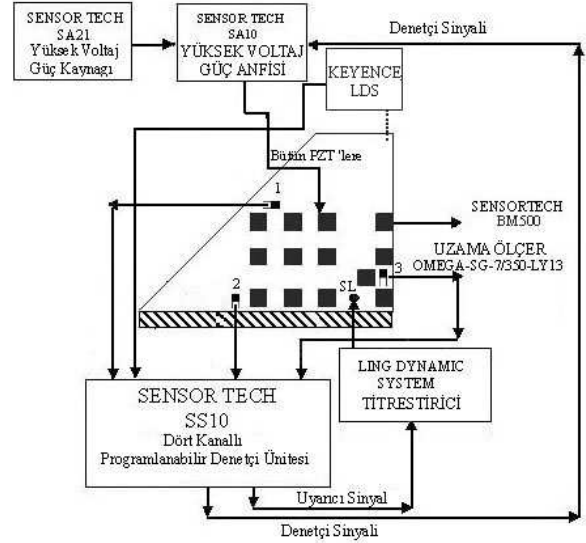 SENSOR TECH
SA21
Yüksek Voltaj
Güç Kaynagı
SENSOR TECH
SA10
YÜKSEK VOLTAJ
GÜÇ ANFİSİ
Denetçi Sinyali
KEYENCE
LDS
Bütün PZT 'lere
1
SENSORTECH
BM500
UZAMA ÖLÇER
OMEGA-SG-7/350-LY13
3
2
SL
SENSOR TECH
SS10
Dört Kanallı
Programlanabilir Denetçi Ünitesi
LING DYNAMIC
SYSTEM
TİTRESTİRİCİ
Uyarıcı Sinyal
Denetçi Sinyali